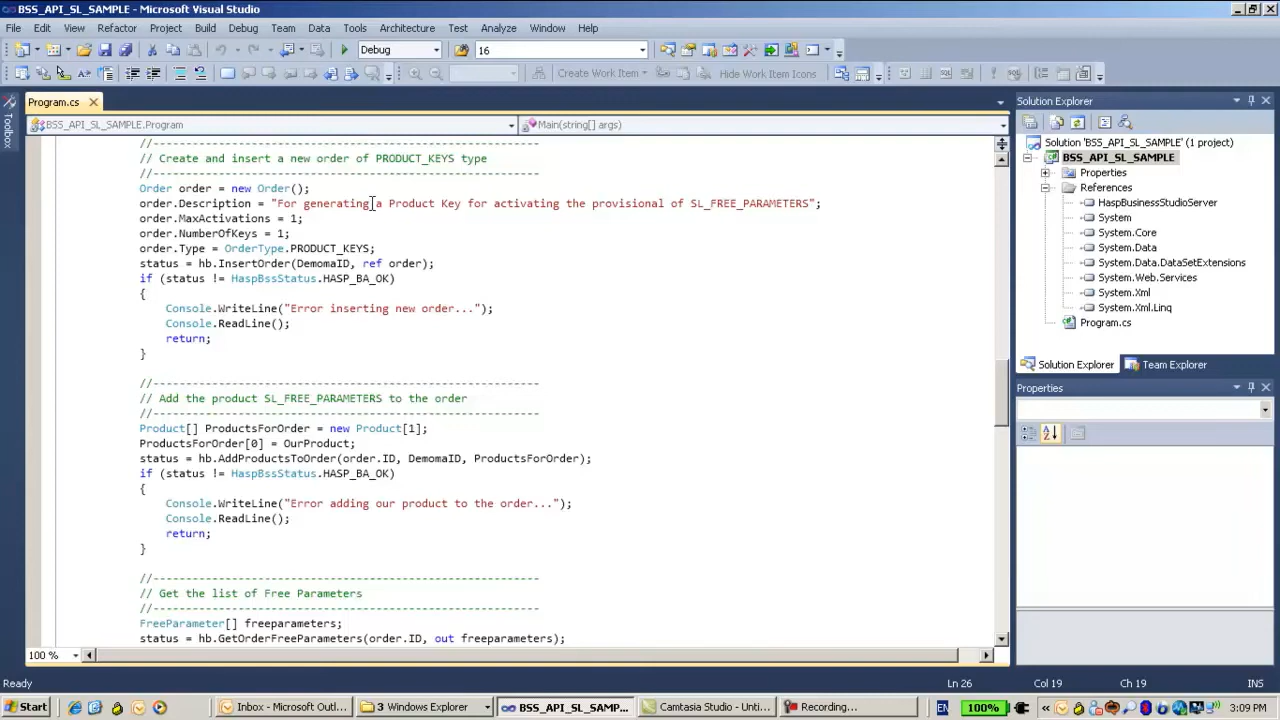 BSS_API_SL_SAMPLE - Microsoft Visual Studio
File Edit View Refactor Project Build Debug Team Data Tools Architecture Test Analyze Window Help
Debug 16
Create Work Item Hide Work Item Icons
Toolbox
Program.cs
BSS_API_SL_SAMPLE.Program Main(string[] args)
//----------------------------------------------------------
// Create and insert a new order of PRODUCT_KEYS type
//----------------------------------------------------------
Order order = new Order();
order.Description = "For generating a Product Key for activating the provisional of SL_FREE_PARAMETERS";
order.MaxActivations = 1;
order.NumberOfKeys = 1;
order.Type = OrderType.PRODUCT_KEYS;
status = hb.InsertOrder(DemomaID, ref order);
if (status != HaspBssStatus.HASP_BA_OK)
{
Console.WriteLine("Error inserting new order...");
Console.ReadLine();
return;
}
//----------------------------------------------------------
// Add the product SL_FREE_PARAMETERS to the order
//----------------------------------------------------------
Product[] ProductsForOrder = new Product[1];
ProductsForOrder[0] = OurProduct;
status = hb.AddProductsToOrder(order.ID, DemomaID, ProductsForOrder);
if (status != HaspBssStatus.HASP_BA_OK)
{
Console.WriteLine("Error adding our product to the order...");
Console.ReadLine();
return;
}
//----------------------------------------------------------
// Get the list of Free Parameters
//----------------------------------------------------------
FreeParameter[] freeparameters;
status = hb.GetOrderFreeParameters(order.ID, out freeparameters);
100 %
Solution Explorer
Solution 'BSS_API_SL_SAMPLE' (1 project)
BSS_API_SL_SAMPLE
Properties
References
HaspBusinessStudioServer
System
System.Core
System.Data
System.Data.DataSetExtensions
System.Web.Services
System.Xml
System.Xml.Linq
Program.cs
Solution Explorer Team Explorer
Properties
Ready Ln 26 Col 19 Ch 19 INS
Start Inbox - Microsoft Outl... 3 Windows Explorer BSS_API_SL_SAMP... Camtasia Studio - Unti... Recording... EN 100% 3:09 PM